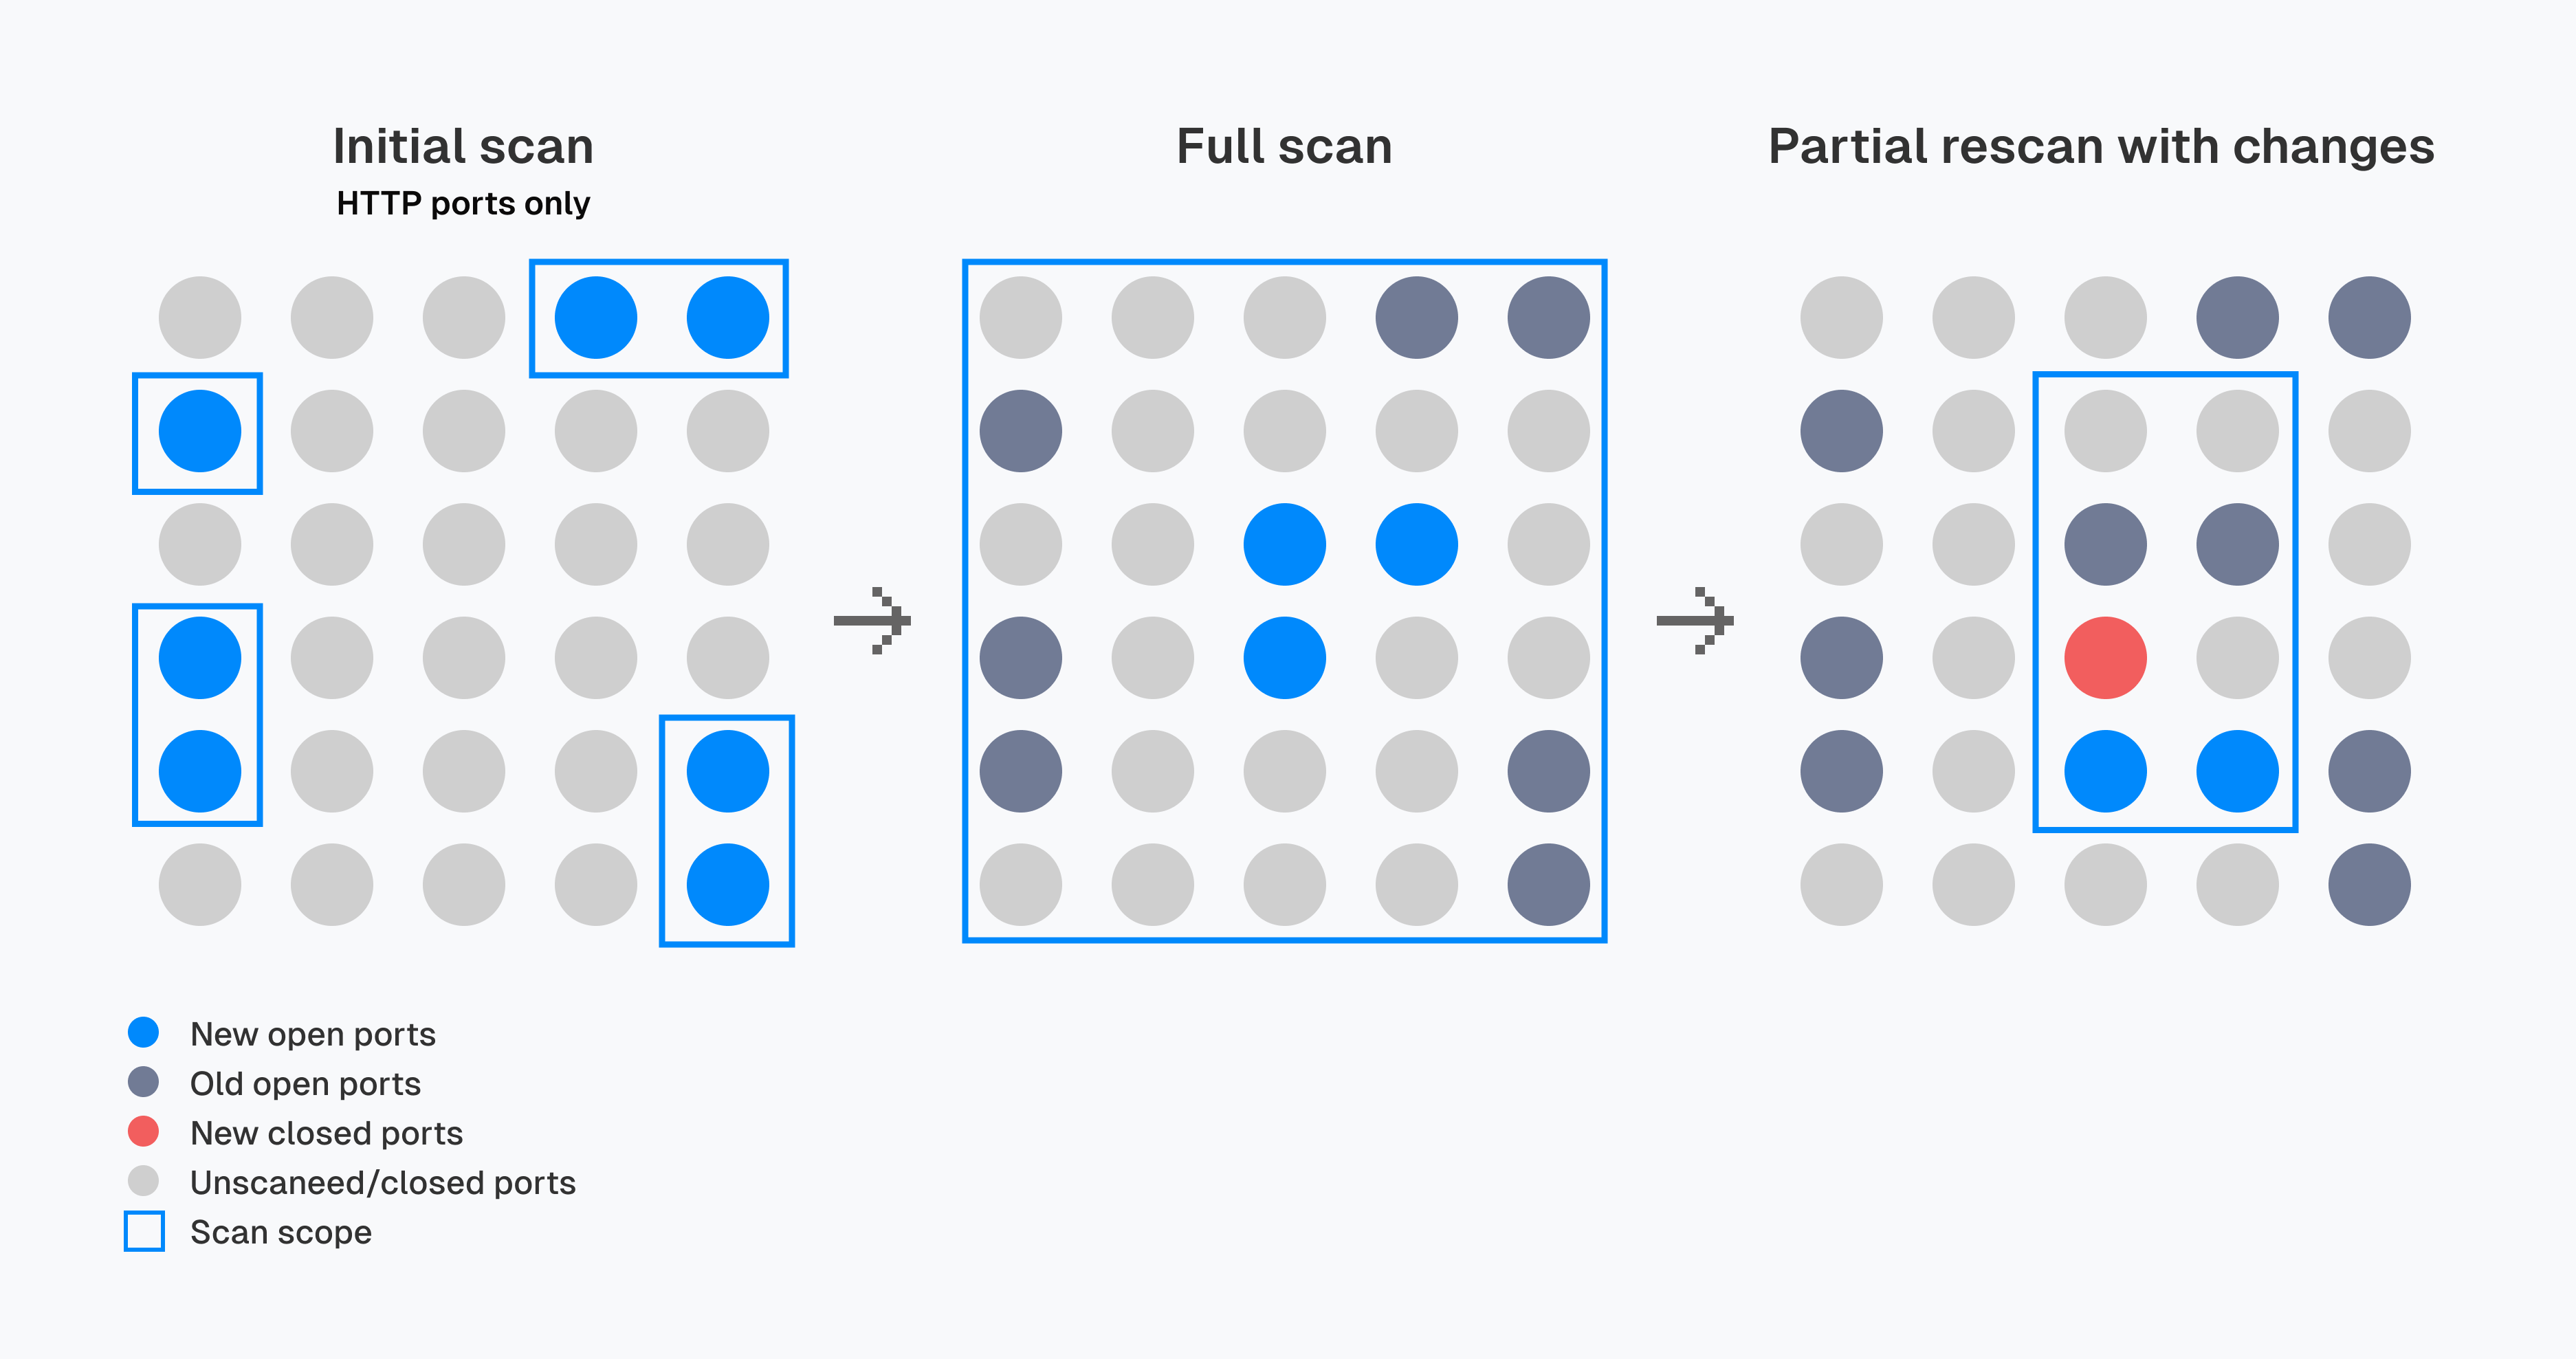 Initial scan
HTTP ports only
Full scan
Partial rescan with changes
New open ports
Old open ports
New closed ports
Unscaneed/closed ports
Scan scope